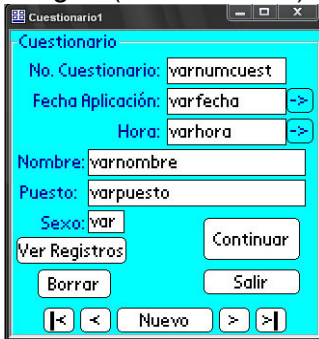 Cuestionario1
Cuestionario
No. Cuestionario: varnumcuest
Fecha Aplicación: varfecha ->
Hora: varhora ->
Nombre: varnombre
Puesto: varpuesto
Sexo: var
Ver Registros Continuar
Borrar Salir
|< < Nuevo > >|